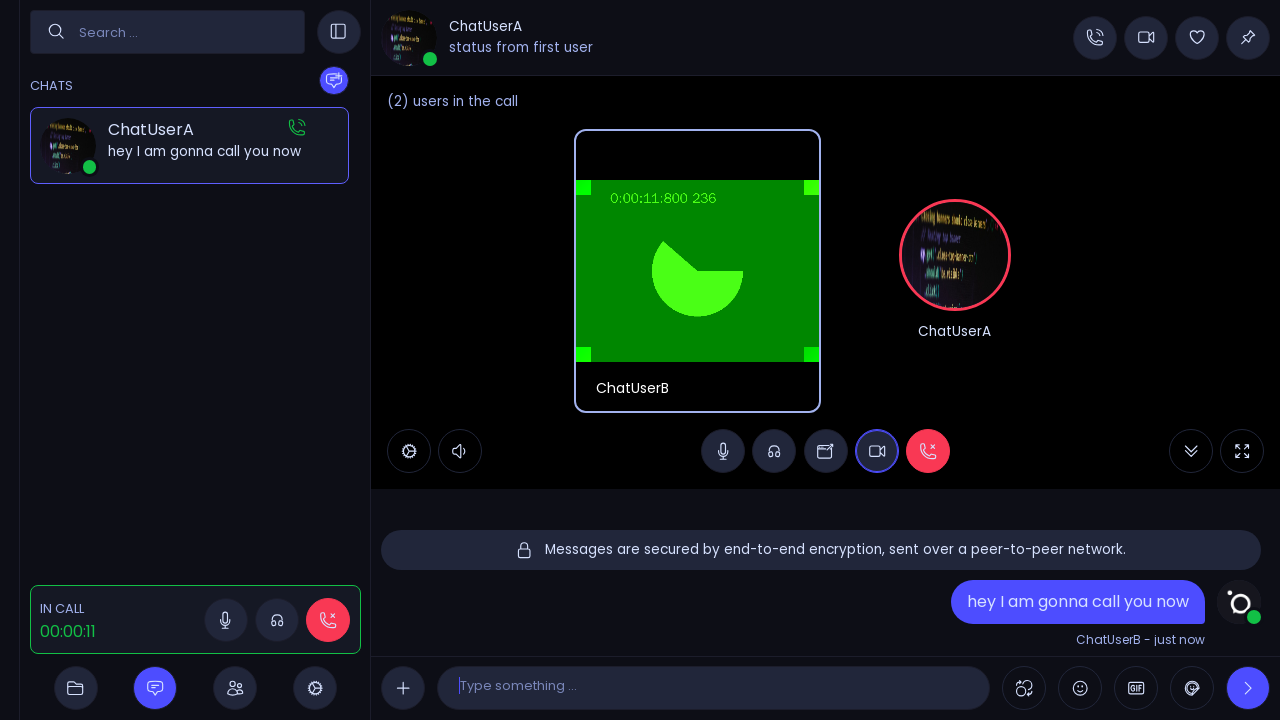 Search ...
CHATS
ChatUserA
hey I am gonna call you now
IN CALL
00:00:11
ChatUserA
status from first user
(2) users in the call
0:00:11:800 236
ChatUserB
ChatUserA
Messages are secured by end-to-end encryption, sent over a peer-to-peer network.
hey I am gonna call you now
ChatUserB - just now
Type something ...
GIF